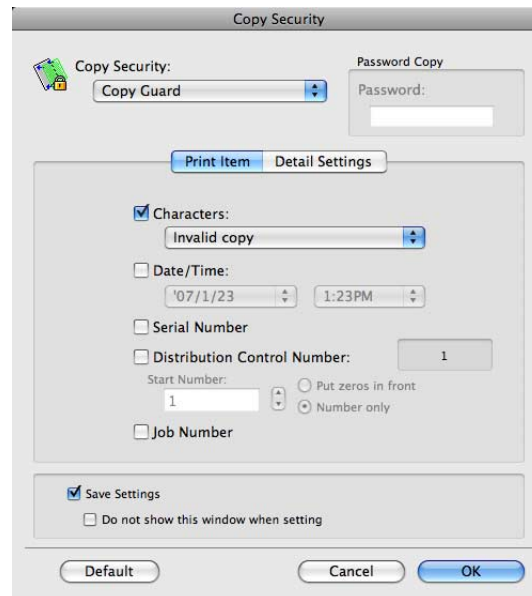 Copy Security
Copy Security:
Copy Guard
Password Copy
Password:
Print Item Detail Settings
Characters:
Invalid copy
Date/Time:
'07/1/23 1:23PM
Serial Number
Distribution Control Number: 1
Start Number:
1
Put zeros in front
Number only
Job Number
Save Settings
Do not show this window when setting
Default Cancel OK